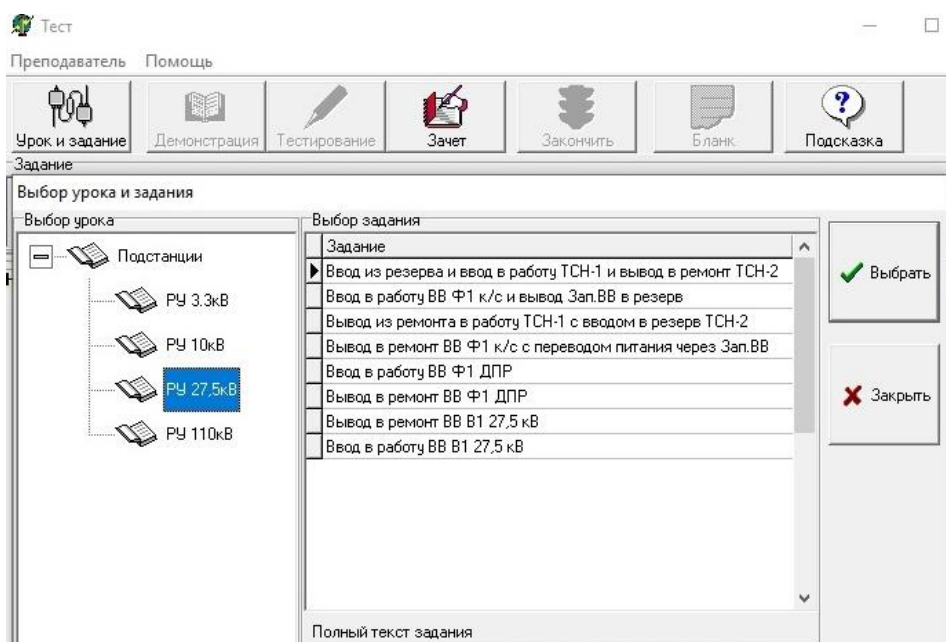 Тест
Преподаватель Помощь
Урок и задание Демонстрация Тестирование Зачет Закончить Бланк Подсказка
Задание
Выбор урока и задания
Выбор урока
Подстанции
РУ 3.3кВ
РУ 10кВ
РУ 27,5кВ
РУ 110кВ
Выбор задания
Задание
Ввод из резерва и ввод в работу ТСН-1 и вывод в ремонт ТСН-2
Ввод в работу ВВ Ф1 к/с и вывод Зап.ВВ в резерв
Вывод из ремонта в работу ТСН-1 с вводом в резерв ТСН-2
Вывод в ремонт ВВ Ф1 к/с с переводом питания через Зап.ВВ
Ввод в работу ВВ Ф1 ДПР
Вывод в ремонт ВВ Ф1 ДПР
Вывод в ремонт ВВ В1 27,5 кВ
Ввод в работу ВВ В1 27,5 кВ
Полный текст задания
Выбрать
Закрыть